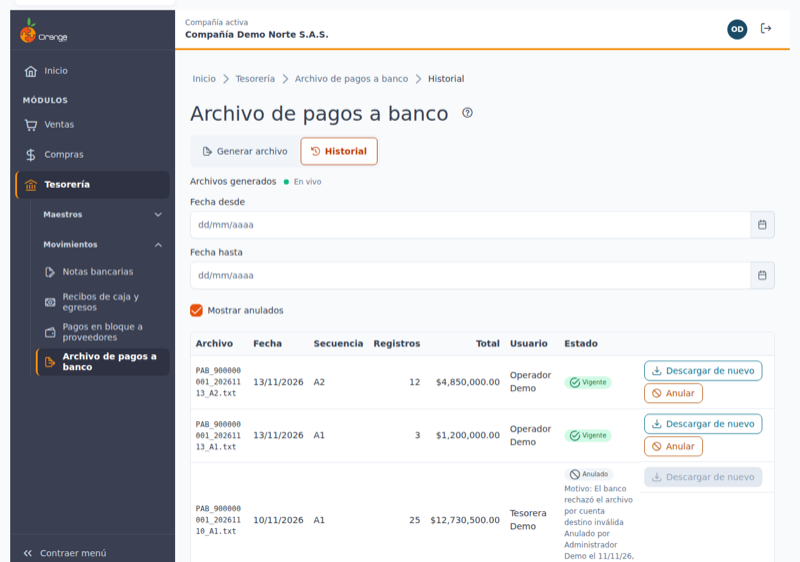 Orange
Compañía activa
Compañía Demo Norte S.A.S.
OD
Inicio
MÓDULOS
Ventas
Compras
Tesorería
Maestros
Movimientos
Notas bancarias
Recibos de caja y
egresos
Pagos en bloque a
proveedores
Archivo de pagos a
banco
Contraer menú
Inicio > Tesorería > Archivo de pagos a banco > Historial
Archivo de pagos a banco
Generar archivo Historial
Archivos generados En vivo
Fecha desde
dd/mm/aaaa
Fecha hasta
dd/mm/aaaa
Mostrar anulados
Archivo Fecha Secuencia Registros Total Usuario Estado
PAB_900000
001_202611
13_A2.txt
13/11/2026 A2 12 $4,850,000.00
Operador
Demo
Vigente
Descargar de nuevo
Anular
PAB_900000
001_202611
13_A1.txt
13/11/2026 A1 3 $1,200,000.00
Operador
Demo
Vigente
Descargar de nuevo
Anular
PAB_900000
001_202611
10_A1.txt
10/11/2026 A1 25 $12,730,500.00
Tesorera
Demo
Anulado
Motivo: El banco
rechazó el archivo
por cuenta
destino inválida
Anulado por
Administrador
Demo el 11/11/26,
Descargar de nuevo